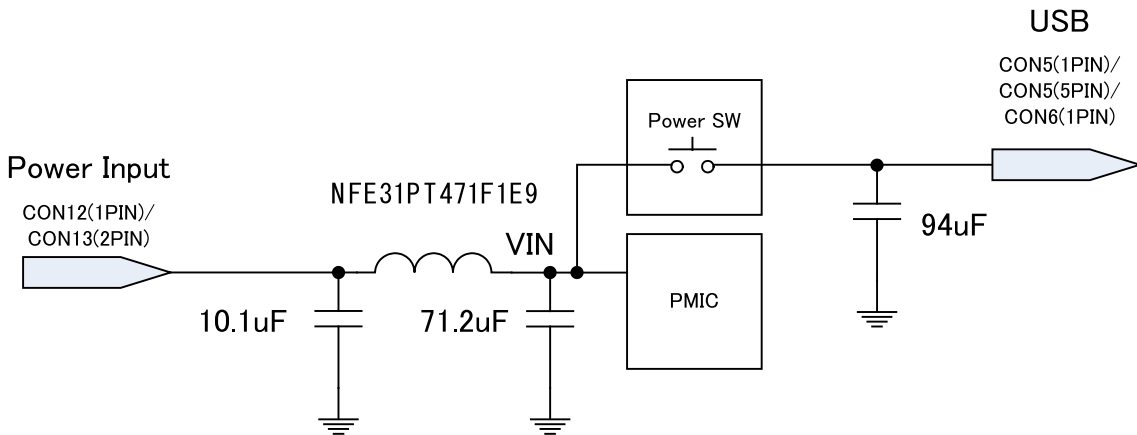 USB
CON5(1PIN)/
CON5(5PIN)/
CON6(1PIN)
Power SW
Power Input
CON12(1PIN)/
CON13(2PIN)
NFE31PT471F1E9
VIN
94uF
PMIC
10.1uF
71.2uF